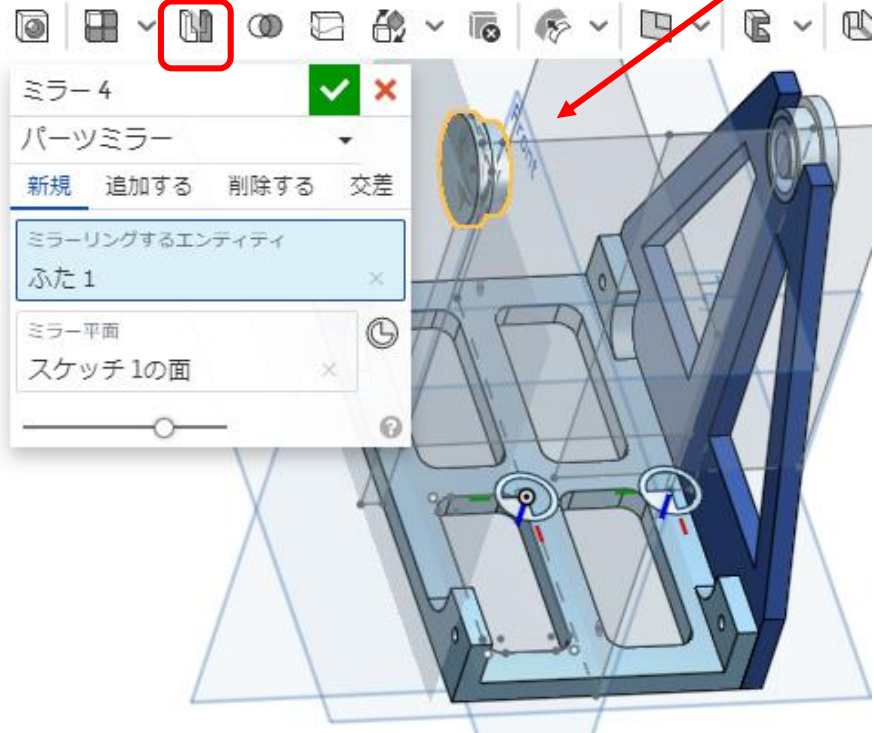 ミラー 4
パーツミラー
新規 追加する 削除する 交差
ミラーリングするエンティティ
ふた 1
ミラー平面
スケッチ 1の面
Front